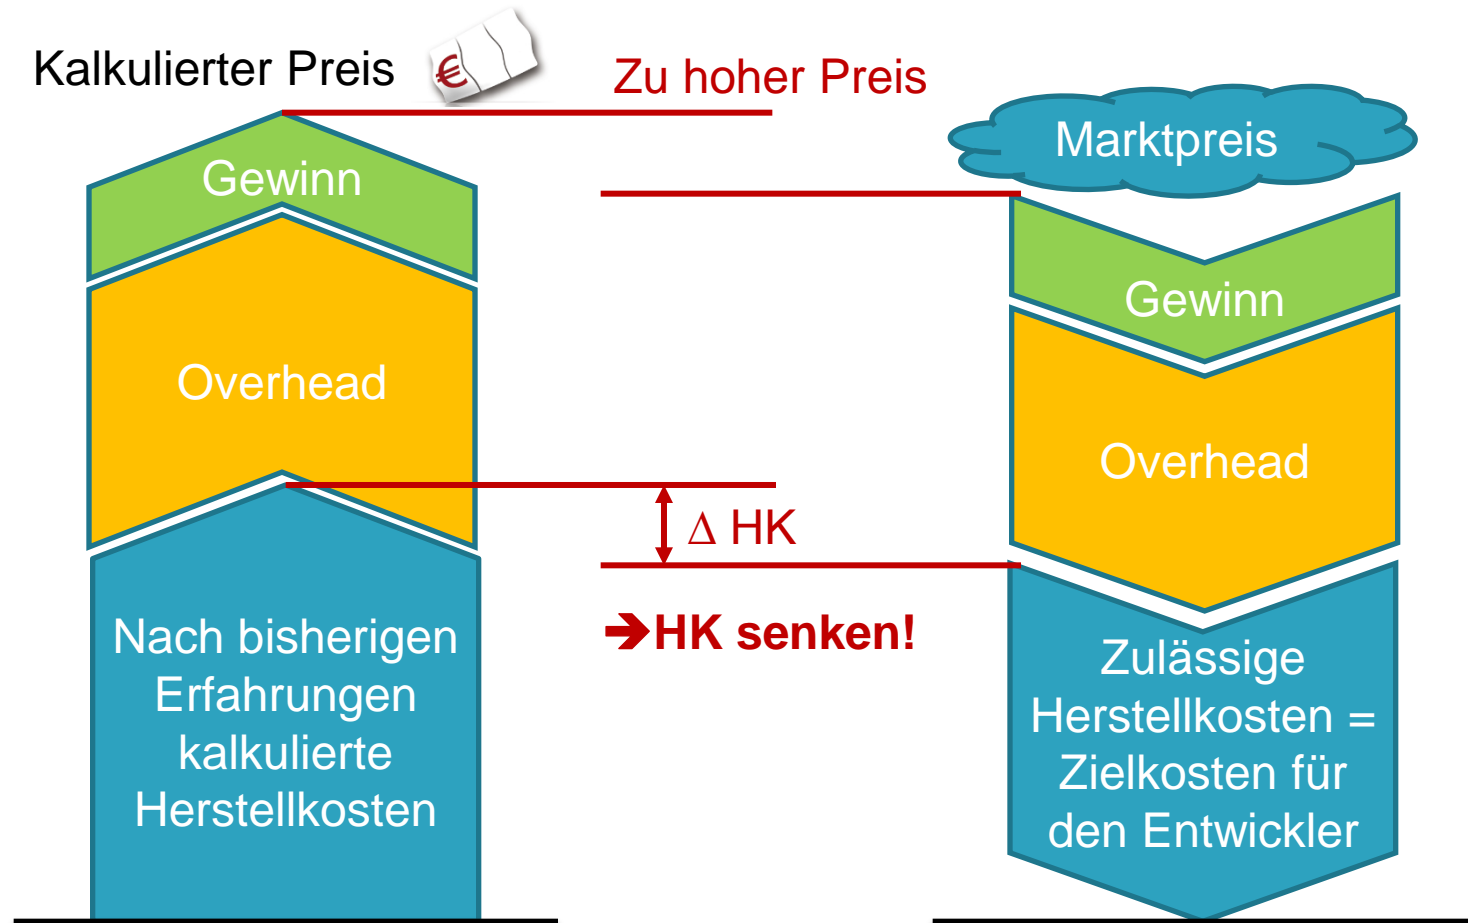 Kalkulierter Preis
€
Zu hoher Preis
Marktpreis
Gewinn
Overhead
Nach bisherigen
Erfahrungen
kalkulierte
Herstellkosten
Δ HK
➔HK senken!
Gewinn
Overhead
Zulässige
Herstellkosten =
Zielkosten für
den Entwickler